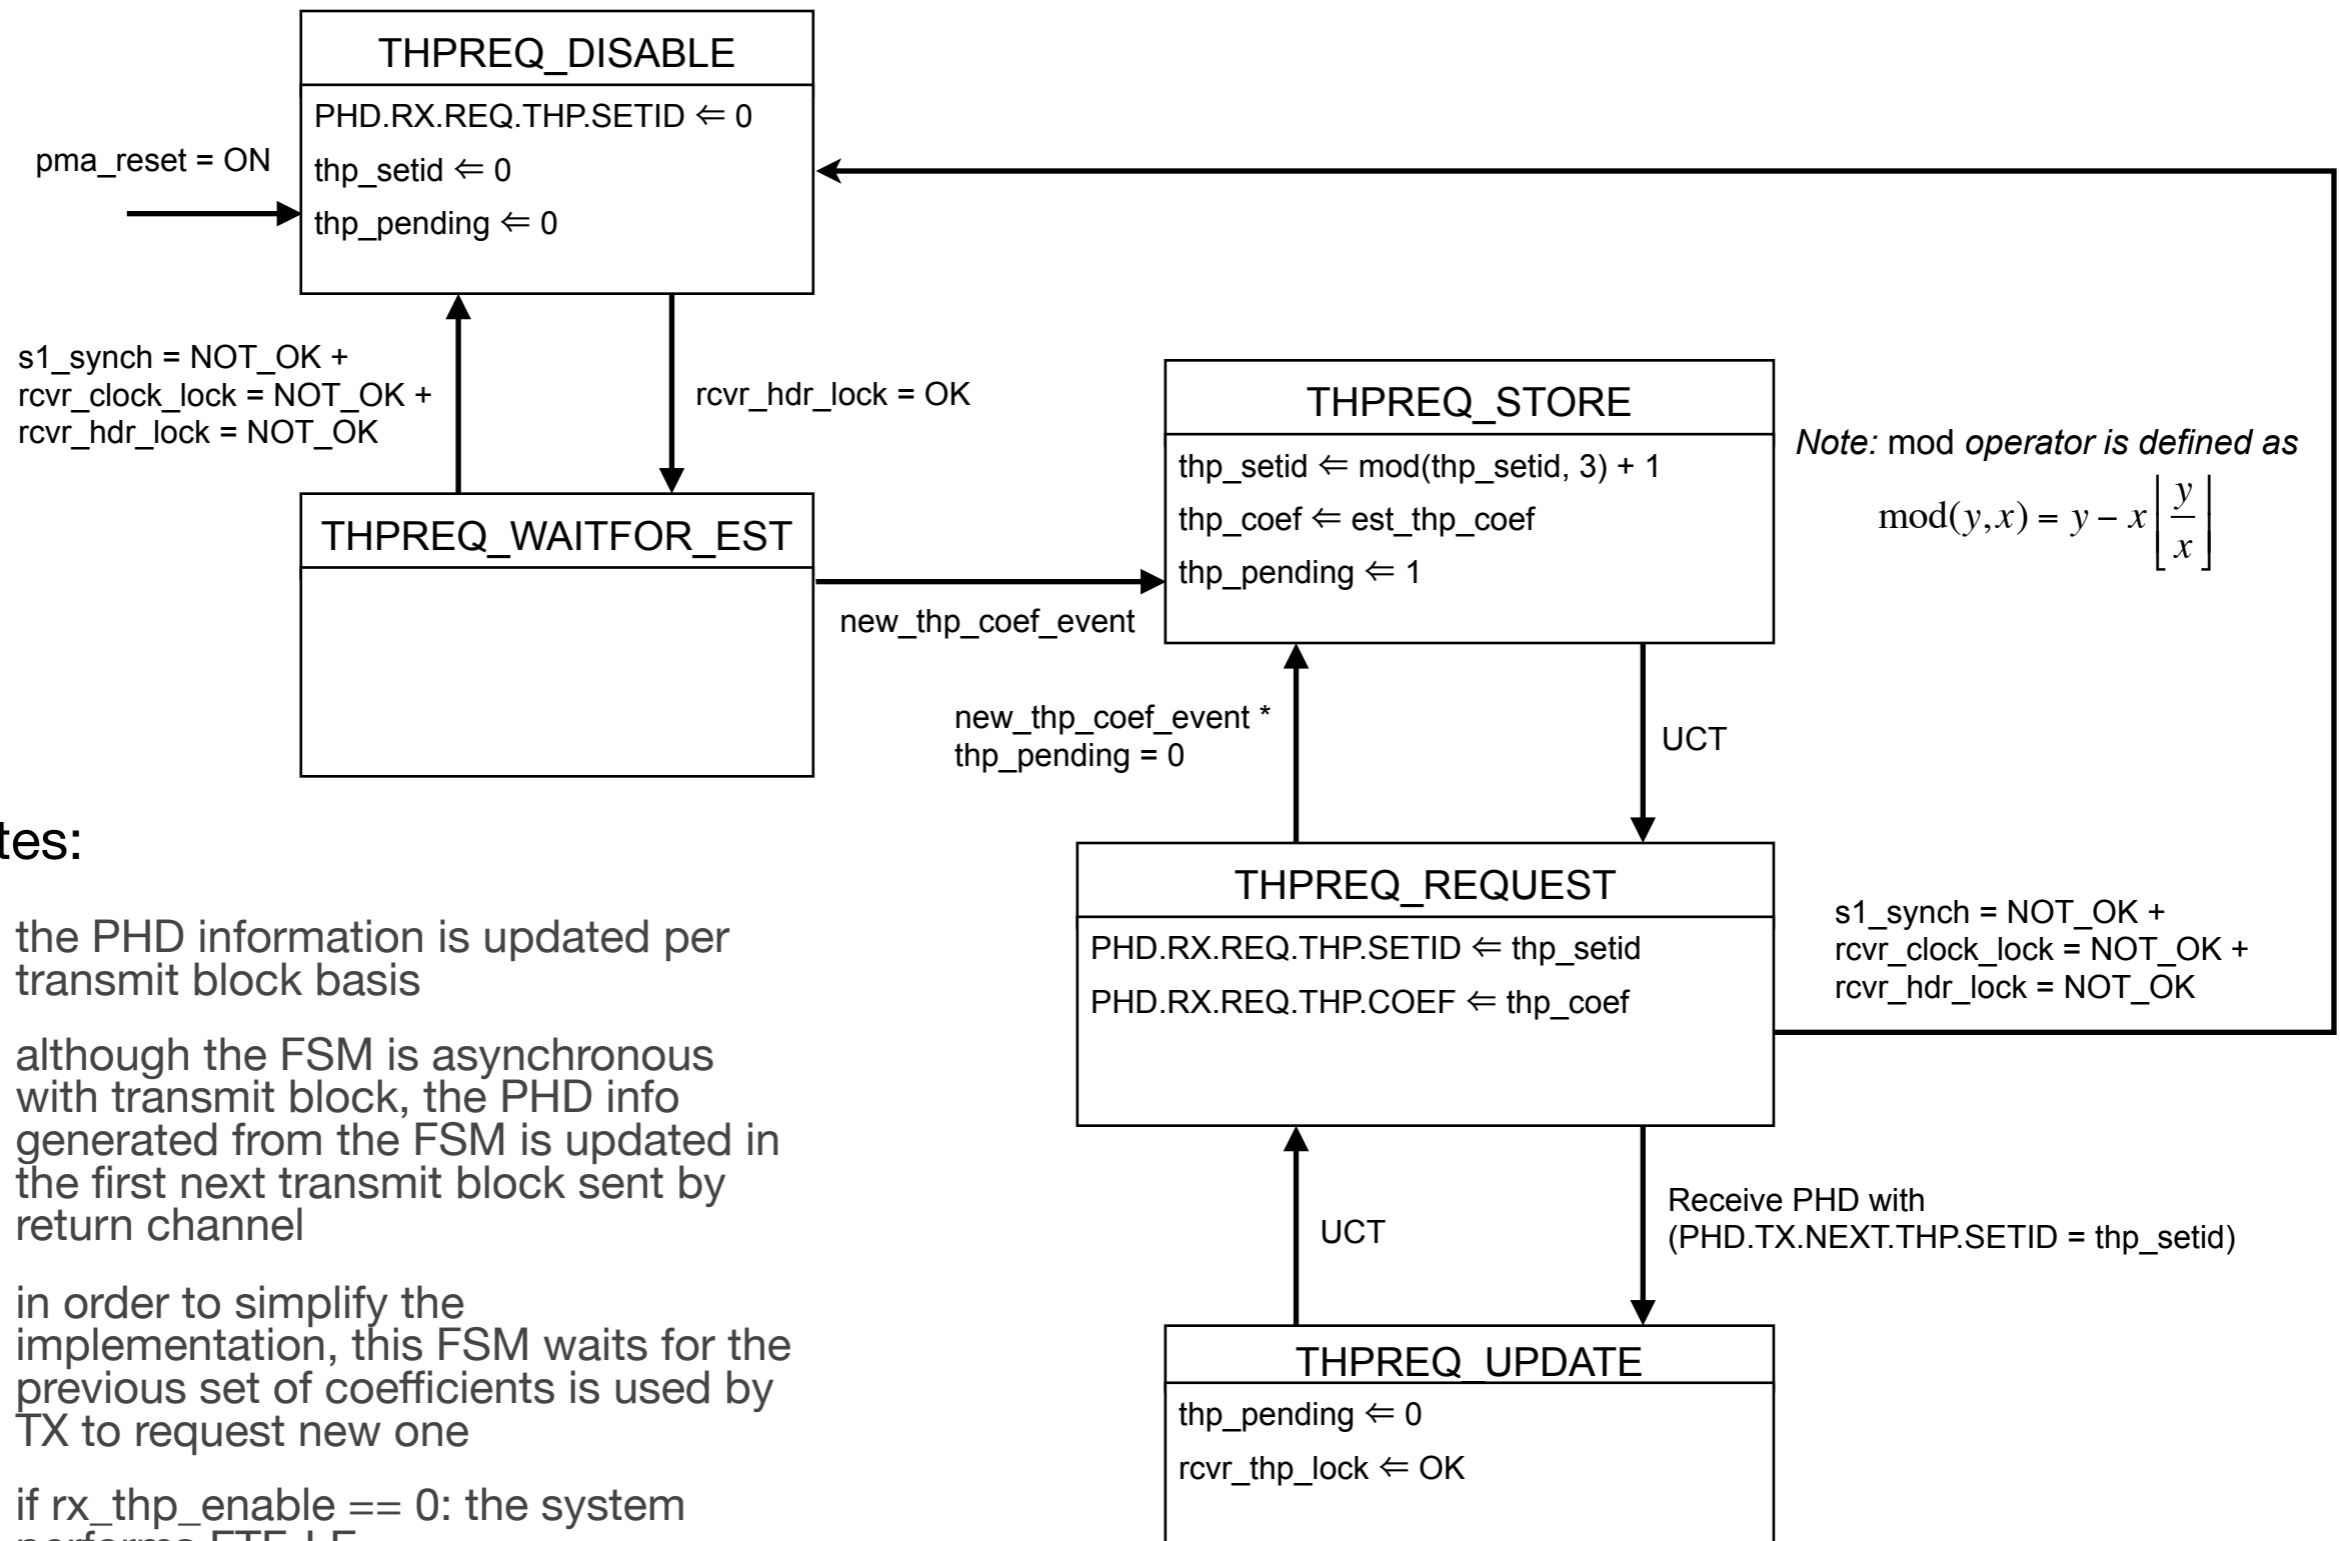 THPREQ_DISABLE
PHD.RX.REQ.THP.SETID ⇐ 0
thp_setid ⇐ 0
thp_pending ⇐ 0
pma_reset = ON
s1_synch = NOT_OK +
rcvr_clock_lock = NOT_OK +
rcvr_hdr_lock = NOT_OK
rcvr_hdr_lock = OK
THPREQ_WAITFOR_EST
new_thp_coef_event
THPREQ_STORE
thp_setid ⇐ mod(thp_setid, 3) + 1
thp_coef ⇐ est_thp_coef
thp_pending ⇐ 1
Note: mod operator is defined as
mod(y,x) = y − x⌊y/x⌋
new_thp_coef_event *
thp_pending = 0
UCT
THPREQ_REQUEST
PHD.RX.REQ.THP.SETID ⇐ thp_setid
PHD.RX.REQ.THP.COEF ⇐ thp_coef
s1_synch = NOT_OK +
rcvr_clock_lock = NOT_OK +
rcvr_hdr_lock = NOT_OK
UCT
Receive PHD with
(PHD.TX.NEXT.THP.SETID = thp_setid)
THPREQ_UPDATE
thp_pending ⇐ 0
rcvr_thp_lock ⇐ OK
tes:
the PHD information is updated per
transmit block basis
although the FSM is asynchronous
with transmit block, the PHD info
generated from the FSM is updated in
the first next transmit block sent by
return channel
in order to simplify the
implementation, this FSM waits for the
previous set of coefficients is used by
TX to request new one
if rx_thp_enable == 0: the system